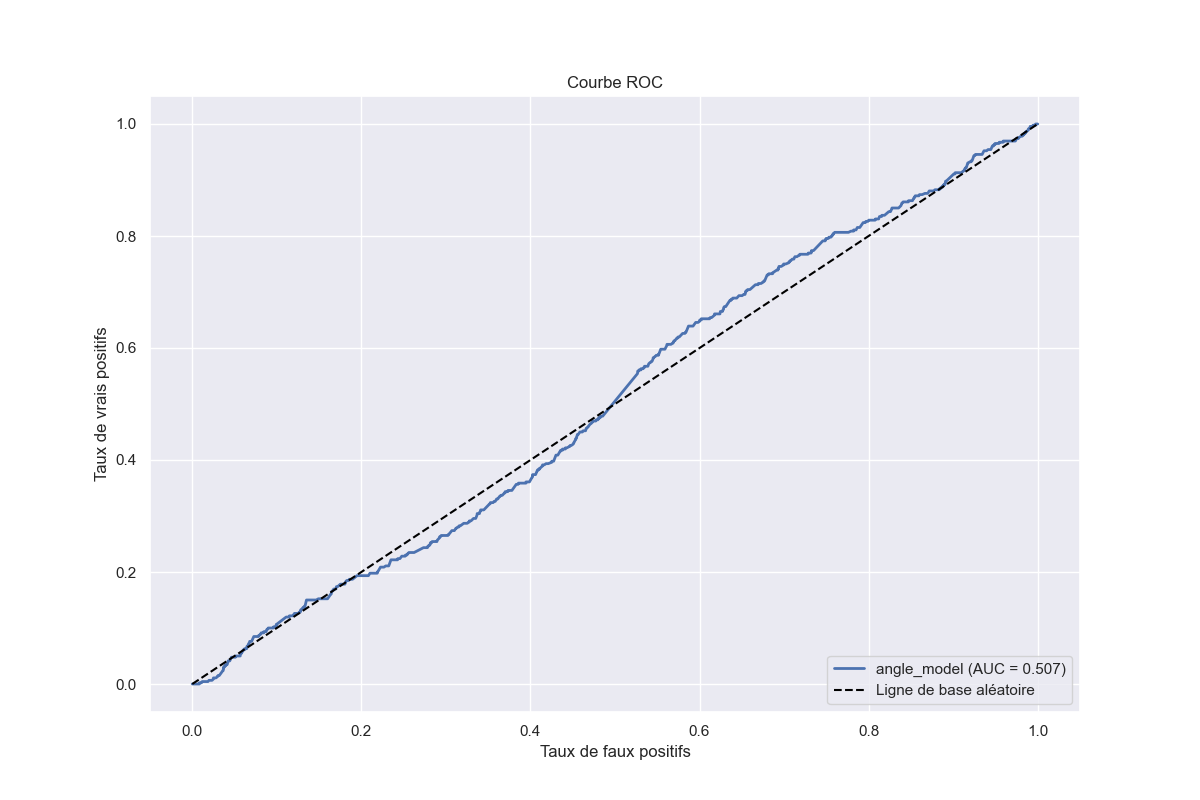 Courbe ROC
1.0
0.8
0.6
0.4
0.2
0.0
Taux de vrais positifs
0.0 0.2 0.4 0.6 0.8 1.0
Taux de faux positifs
angle_model (AUC = 0.507)
Ligne de base aléatoire